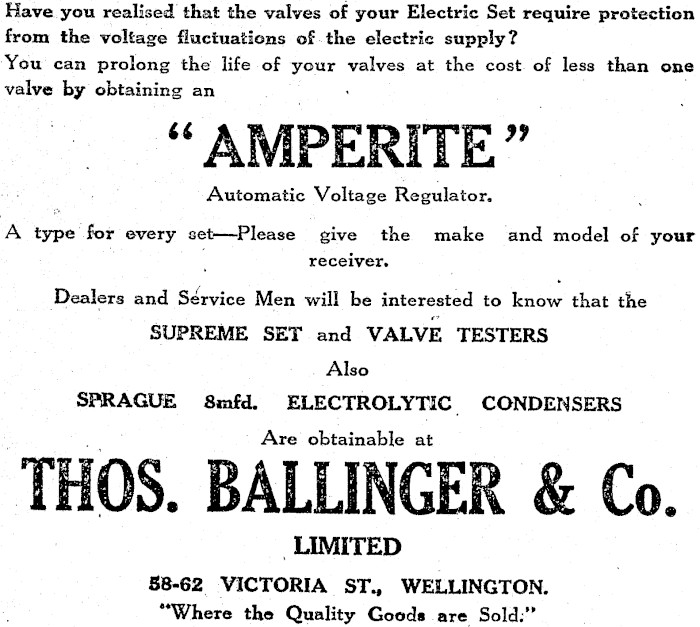 Have you realised that the valves of your Electric Set require protection
from the voltage fluctuations of the electric supply?
You can prolong the life of your valves at the cost of less than one
valve by obtaining an
“AMPERITE”
Automatic Voltage Regulator.
A type for every set—Please give the make and model of your
receiver.
Dealers and Service Men will be interested to know that the
SUPREME SET and VALVE TESTERS
Also
SPRAGUE 8mfd. ELECTROLYTIC CONDENSERS
Are obtainable at
THOS. BALLINGER & Co.
LIMITED
58-62 VICTORIA ST., WELLINGTON.
"Where the Quality Goods are Sold."